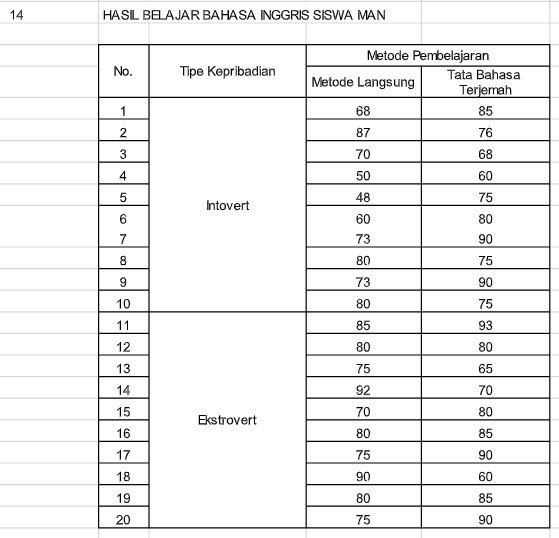 14 HASIL BELAJAR BAHASA INGGRIS SISWA MAN
No. Tipe Kepribadian Metode Pembelajaran
Metode Langsung Tata Bahasa Terjemah
1 68 85
2 87 76
3 70 68
4 50 60
5 48 75
Intovert
6 60 80
7 73 90
8 80 75
9 73 90
10 80 75
11 85 93
12 80 80
13 75 65
14 92 70
15 70 80
Ekstrovert
16 80 85
17 75 90
18 90 60
19 80 85
20 75 90